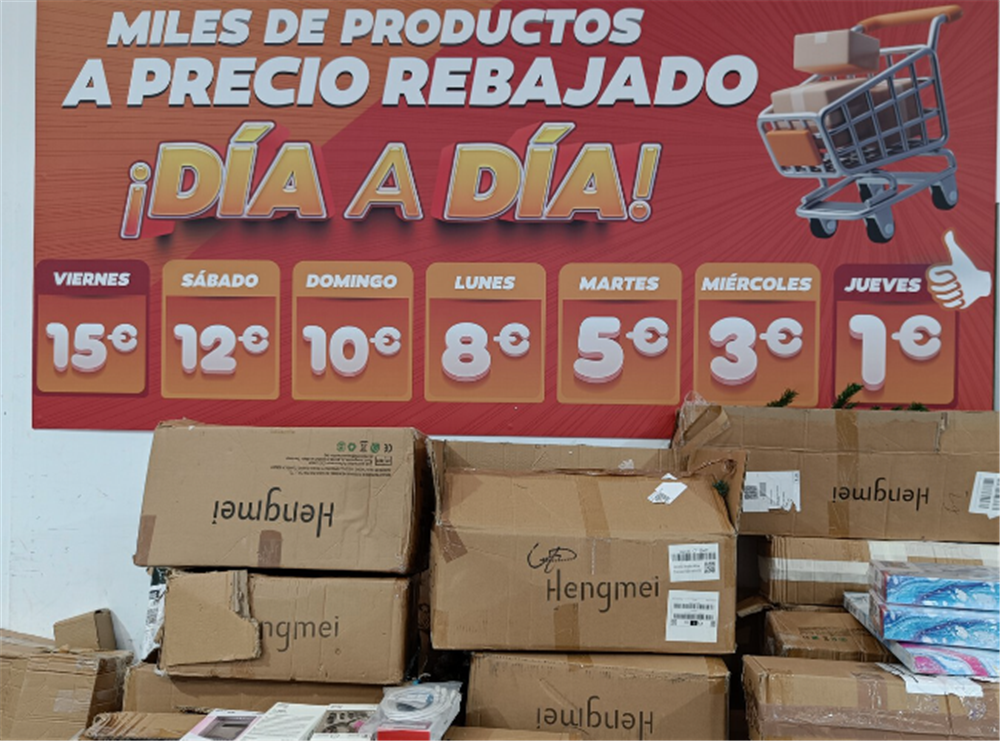 MILES DE PRODUCTOS
A PRECIO REBAJADO
¡DÍA A DÍA!
VIERNES SÁBADO DOMINGO LUNES MARTES MIÉRCOLES JUEVES
15€ 12€ 10€ 8€ 5€ 3€ 1€
Hengmei
Hengmei
Hengmei
ngmei
Hengmei